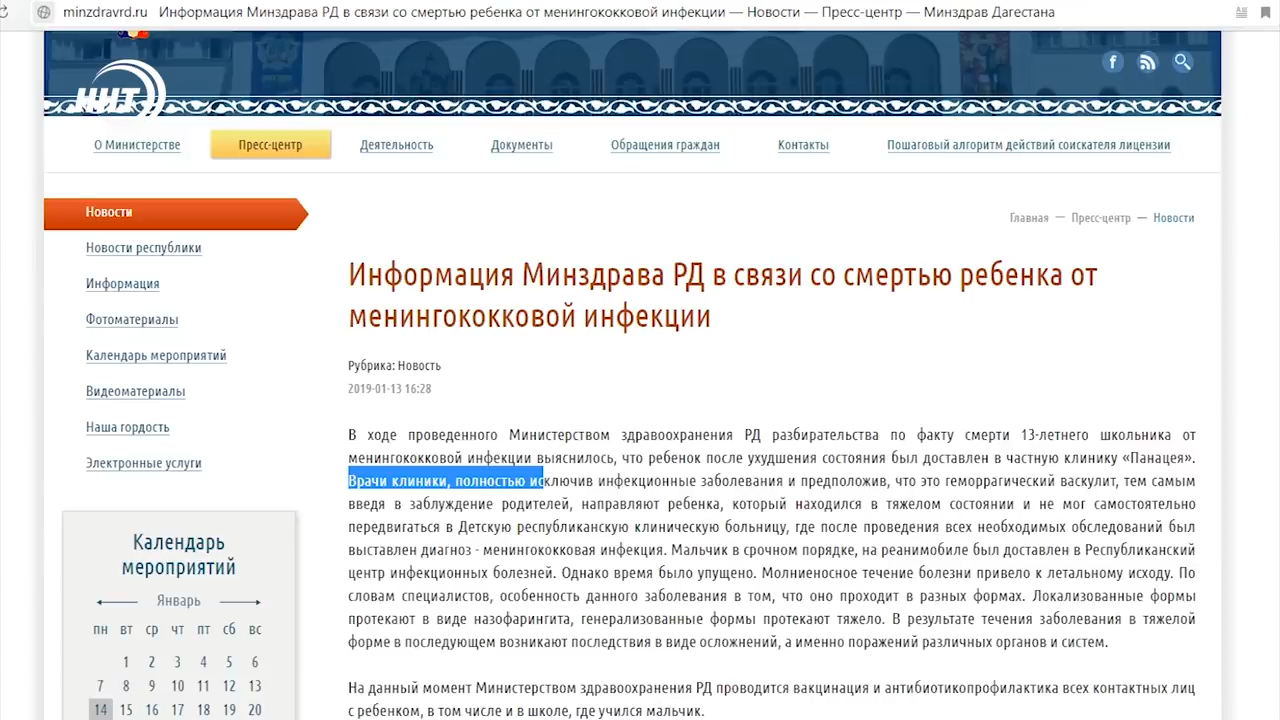 minzdravrd.ru Информация Минздрава РД в связи со смертью ребенка от менингококковой инфекции — Новости — Пресс-центр — Минздрав Дагестана
ННТ
О Министерстве Пресс-центр Деятельность Документы Обращения граждан Контакты Пошаговый алгоритм действий соискателя лицензии
Новости
Главная — Пресс-центр — Новости
Новости республики
Информация
Фотоматериалы
Календарь мероприятий
Видеоматериалы
Наша гордость
Электронные услуги
Информация Минздрава РД в связи со смертью ребенка от
менингококковой инфекции
Рубрика: Новость
2019-01-13 16:28
В ходе проведенного Министерством здравоохранения РД разбирательства по факту смерти 13-летнего школьника от
менингококковой инфекции выяснилось, что ребенок после ухудшения состояния был доставлен в частную клинику «Панацея».
Врачи клиники, полностью исключив инфекционные заболевания и предположив, что это геморрагический васкулит, тем самым
введя в заблуждение родителей, направляют ребенка, который находился в тяжелом состоянии и не мог самостоятельно
передвигаться в Детскую республиканскую клиническую больницу, где после проведения всех необходимых обследований был
выставлен диагноз - менингококковая инфекция. Мальчик в срочном порядке, на реанимобиле был доставлен в Республиканский
центр инфекционных болезней. Однако время было упущено. Молниеносное течение болезни привело к летальному исходу. По
словам специалистов, особенность данного заболевания в том, что оно проходит в разных формах. Локализованные формы
протекают в виде назофарингита, генерализованные формы протекают тяжело. В результате течения заболевания в тяжелой
форме в последующем возникают последствия в виде осложнений, а именно поражений различных органов и систем.
На данный момент Министерством здравоохранения РД проводится вакцинация и антибиотикопрофилактика всех контактных лиц
с ребенком, в том числе и в школе, где учился мальчик.
Календарь
мероприятий
Январь
пн вт ср чт пт сб вс
1 2 3 4 5 6
7 8 9 10 11 12 13
14 15 16 17 18 19 20